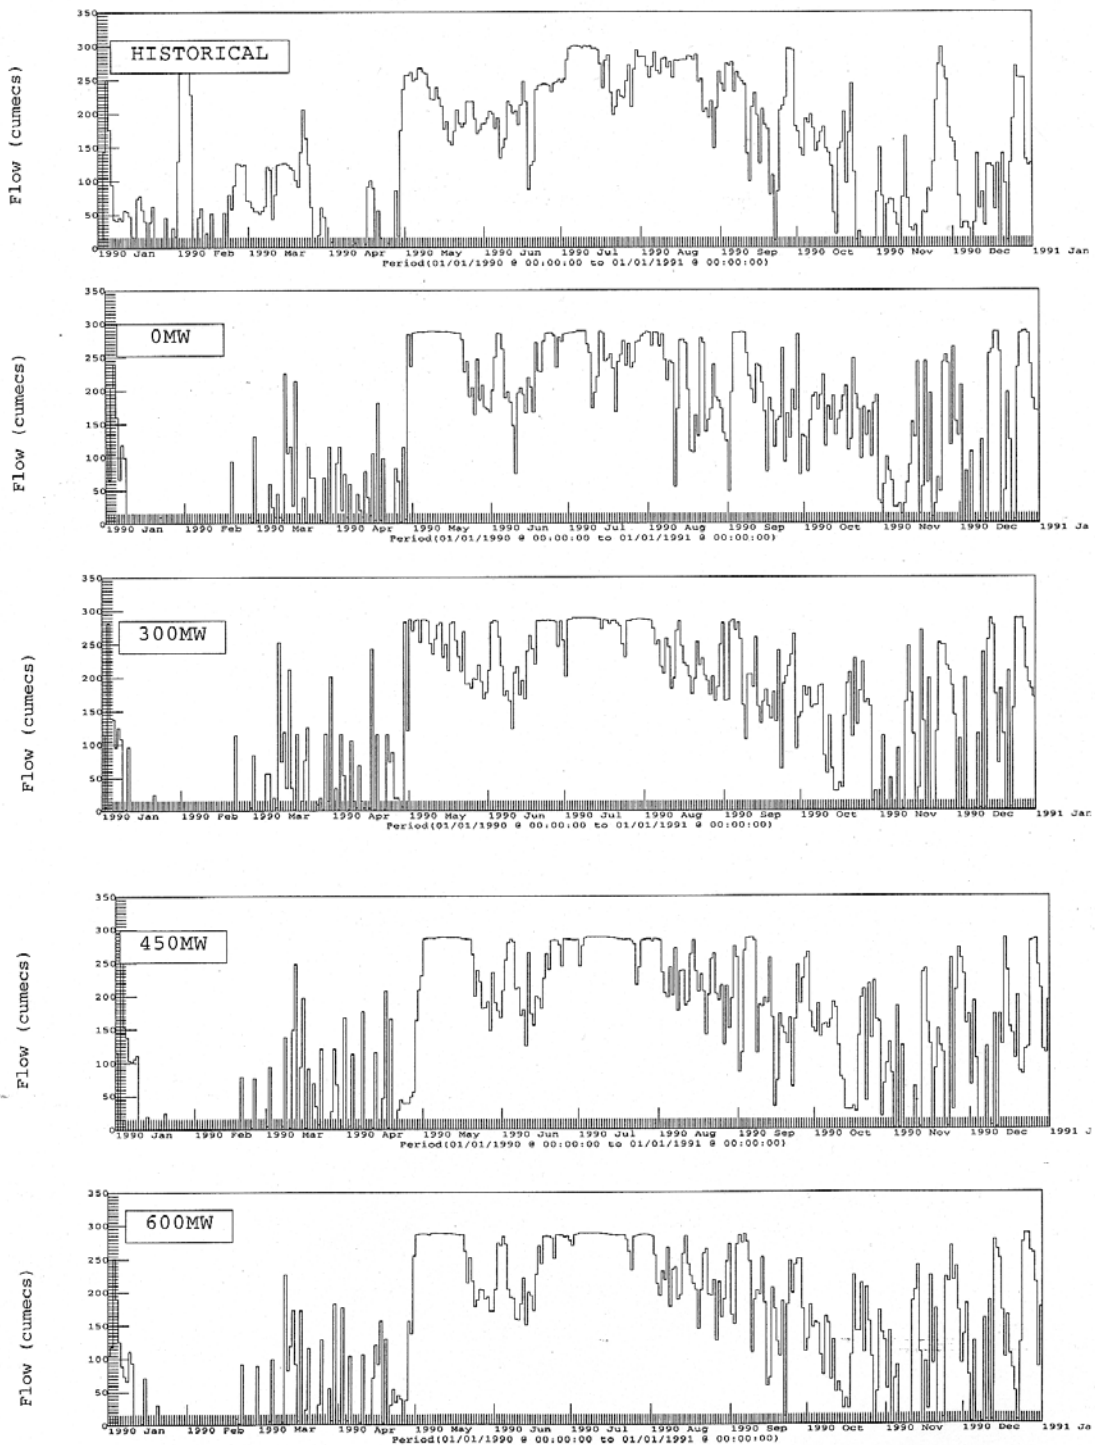 350
HISTORICAL
300
250
200
150
100
50
0
Flow (cumecs)
1990 Jan 1990 Feb 1990 Mar 1990 Apr 1990 May 1990 Jun 1990 Jul 1990 Aug 1990 Sep 1990 Oct 1990 Nov 1990 Dec 1991 Jan
Period(01/01/1990 @ 00:00:00 to 01/01/1991 @ 00:00:00)
350
0MW
300
250
200
150
100
50
0
Flow (cumecs)
1990 Jan 1990 Feb 1990 Mar 1990 Apr 1990 May 1990 Jun 1990 Jul 1990 Aug 1990 Sep 1990 Oct 1990 Nov 1990 Dec 1991 Ja
Period(01/01/1990 @ 00:00:00 to 01/01/1991 @ 00:00:00)
350
300MW
300
250
200
150
100
50
0
Flow (cumecs)
1990 Jan 1990 Feb 1990 Mar 1990 Apr 1990 May 1990 Jun 1990 Jul 1990 Aug 1990 Sep 1990 Oct 1990 Nov 1990 Dec 1991 Jan
Period(01/01/1990 @ 00:00:00 to 01/01/1991 @ 00:00:00)
350
450MW
300
250
200
150
100
50
0
Flow (cumecs)
1990 Jan 1990 Feb 1990 Mar 1990 Apr 1990 May 1990 Jun 1990 Jul 1990 Aug 1990 Sep 1990 Oct 1990 Nov 1990 Dec 1991 J
Period(01/01/1990 @ 00:00:00 to 01/01/1991 @ 00:00:00)
350
600MW
300
250
200
150
100
50
0
Flow (cumecs)
1990 Jan 1990 Feb 1990 Mar 1990 Apr 1990 May 1990 Jun 1990 Jul 1990 Aug 1990 Sep 1990 Oct 1990 Nov 1990 Dec 1991 Ja
Period(01/01/1990 @ 00:00:00 to 01/01/1991 @ 00:00:00)